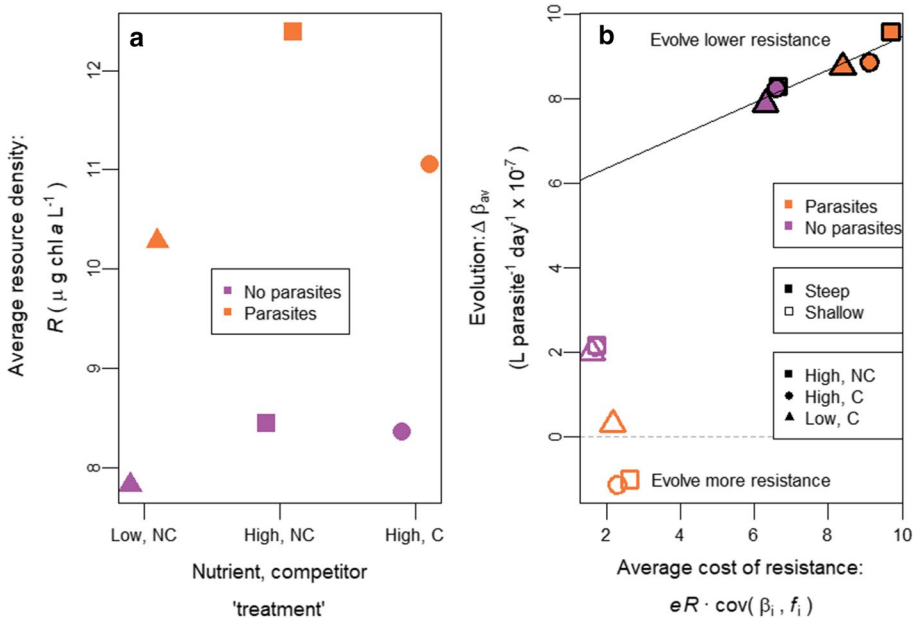 a
Average resource density:
R ( μ g chl a L⁻¹ )
12
11
10
9
8
No parasites
Parasites
Low, NC
High, NC
High, C
Nutrient, competitor
'treatment'
b
Evolution: Δ βav
(L parasite⁻¹ day⁻¹ x 10⁻⁷)
10
8
6
4
2
0
Evolve lower resistance
Parasites
No parasites
Steep
Shallow
High, NC
High, C
Low, C
Evolve more resistance
2
4
6
8
10
Average cost of resistance:
eR · cov( βi , fi )